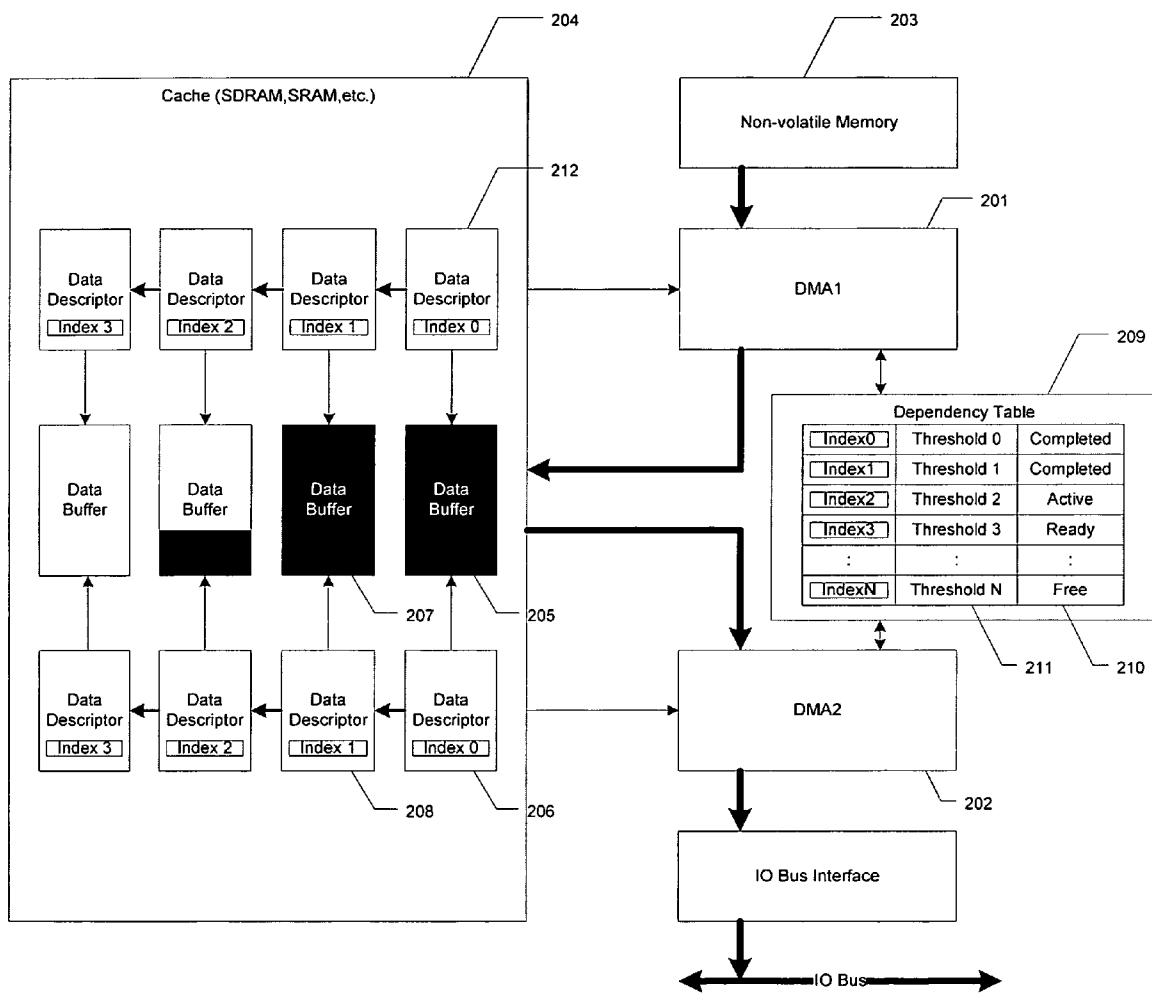 204
203
Cache (SDRAM,SRAM,etc.)
Non-volatile Memory
212
201
Data Descriptor Index 3
Data Descriptor Index 2
Data Descriptor Index 1
Data Descriptor Index 0
DMA1
209
Dependency Table
Index0 Threshold 0 Completed
Index1 Threshold 1 Completed
Index2 Threshold 2 Active
Index3 Threshold 3 Ready
: : :
IndexN Threshold N Free
Data Buffer
Data Buffer
Data Buffer
Data Buffer
207
205
211
210
Data Descriptor Index 3
Data Descriptor Index 2
Data Descriptor Index 1
Data Descriptor Index 0
DMA2
208
206
202
IO Bus Interface
IO Bus